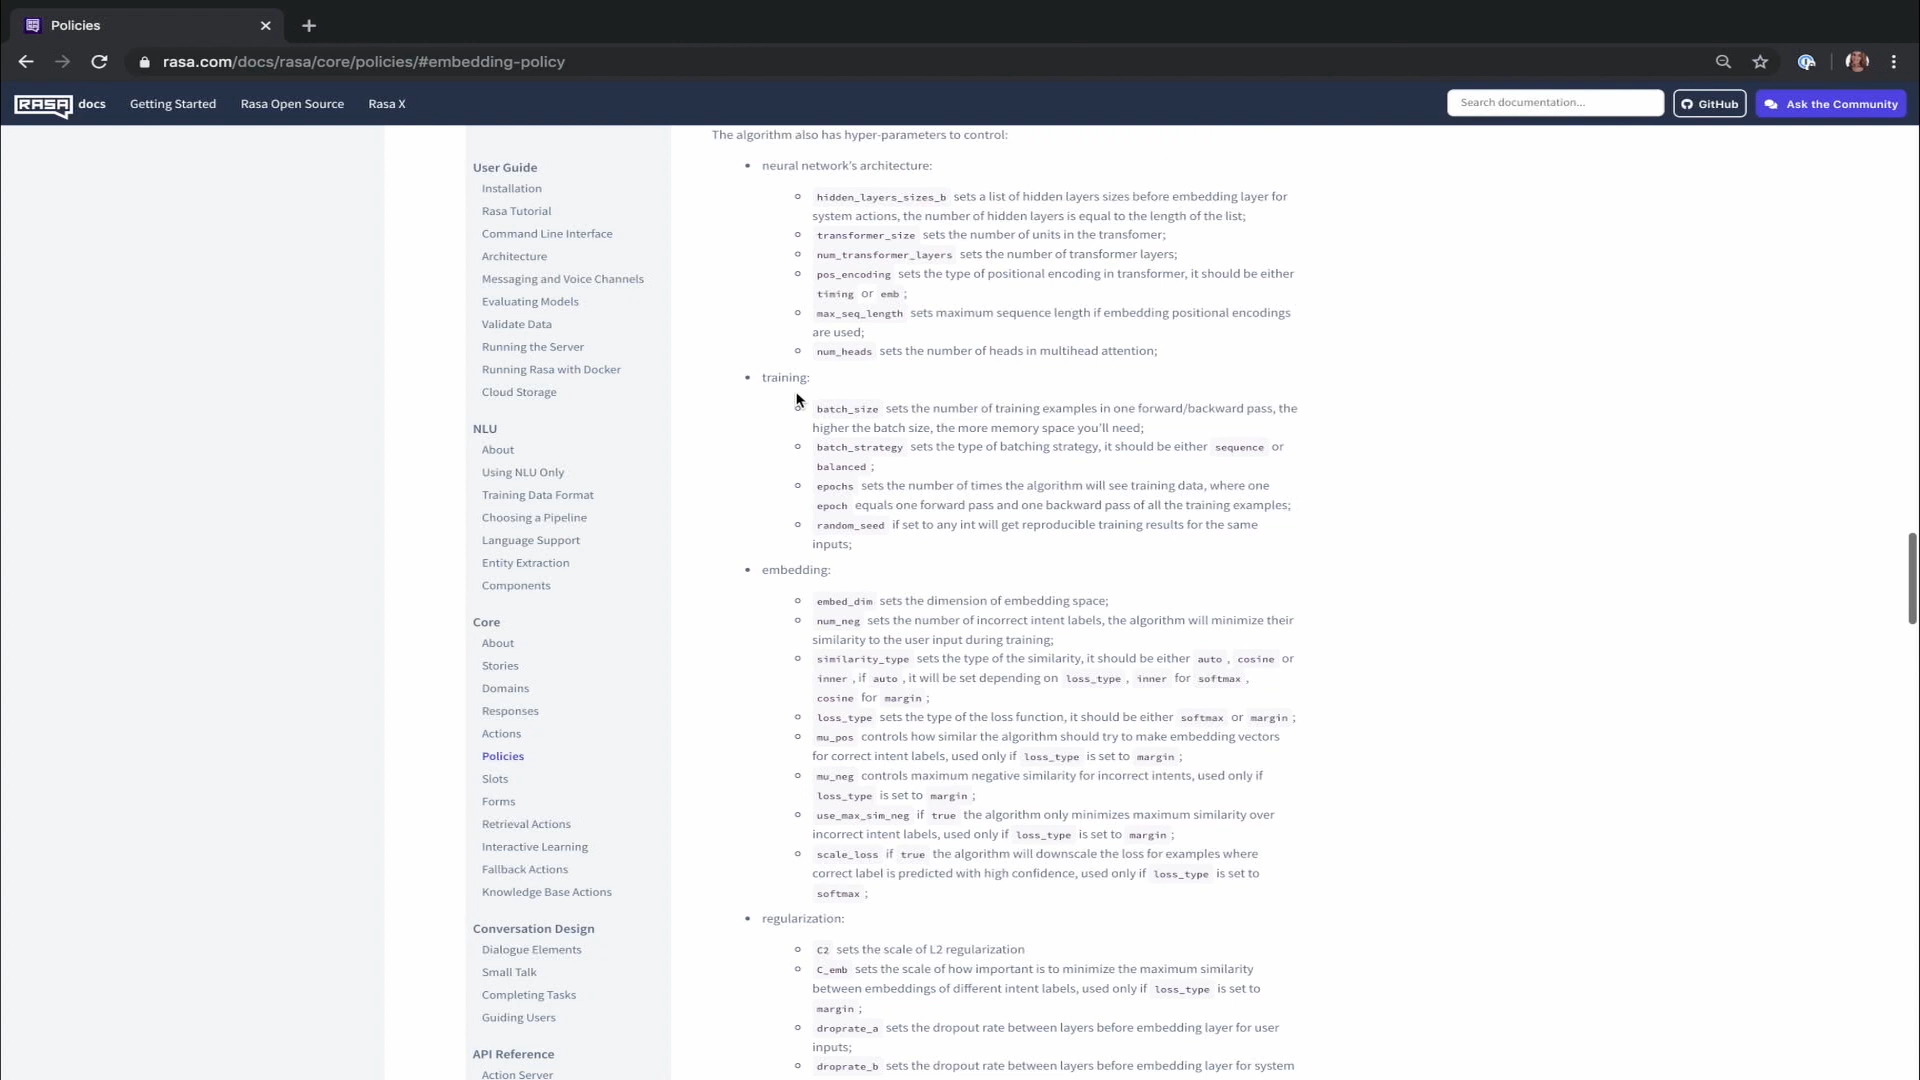 Policies
rasa.com/docs/rasa/core/policies/#embedding-policy
RASA docs Getting Started Rasa Open Source Rasa X Search documentation... GitHub Ask the Community
User Guide
Installation
Rasa Tutorial
Command Line Interface
Architecture
Messaging and Voice Channels
Evaluating Models
Validate Data
Running the Server
Running Rasa with Docker
Cloud Storage
NLU
About
Using NLU Only
Training Data Format
Choosing a Pipeline
Language Support
Entity Extraction
Components
Core
About
Stories
Domains
Responses
Actions
Policies
Slots
Forms
Retrieval Actions
Interactive Learning
Fallback Actions
Knowledge Base Actions
Conversation Design
Dialogue Elements
Small Talk
Completing Tasks
Guiding Users
API Reference
Action Server
The algorithm also has hyper-parameters to control:
neural network's architecture:
hidden_layers_sizes_b sets a list of hidden layers sizes before embedding layer for
system actions, the number of hidden layers is equal to the length of the list;
transformer_size sets the number of units in the transfomer;
num_transformer_layers sets the number of transformer layers;
pos_encoding sets the type of positional encoding in transformer, it should be either
timing or emb ;
max_seq_length sets maximum sequence length if embedding positional encodings
are used;
num_heads sets the number of heads in multihead attention;
training:
batch_size sets the number of training examples in one forward/backward pass, the
higher the batch size, the more memory space you'll need;
batch_strategy sets the type of batching strategy, it should be either sequence or
balanced ;
epochs sets the number of times the algorithm will see training data, where one
epoch equals one forward pass and one backward pass of all the training examples;
random_seed if set to any int will get reproducible training results for the same
inputs;
embedding:
embed_dim sets the dimension of embedding space;
num_neg sets the number of incorrect intent labels, the algorithm will minimize their
similarity to the user input during training;
similarity_type sets the type of the similarity, it should be either auto , cosine or
inner , if auto , it will be set depending on loss_type , inner for softmax ,
cosine for margin ;
loss_type sets the type of the loss function, it should be either softmax or margin ;
mu_pos controls how similar the algorithm should try to make embedding vectors
for correct intent labels, used only if loss_type is set to margin ;
mu_neg controls maximum negative similarity for incorrect intents, used only if
loss_type is set to margin ;
use_max_sim_neg if true the algorithm only minimizes maximum similarity over
incorrect intent labels, used only if loss_type is set to margin ;
scale_loss if true the algorithm will downscale the loss for examples where
correct label is predicted with high confidence, used only if loss_type is set to
softmax ;
regularization:
C2 sets the scale of L2 regularization
C_emb sets the scale of how important is to minimize the maximum similarity
between embeddings of different intent labels, used only if loss_type is set to
margin ;
droprate_a sets the dropout rate between layers before embedding layer for user
inputs;
droprate_b sets the dropout rate between layers before embedding layer for system